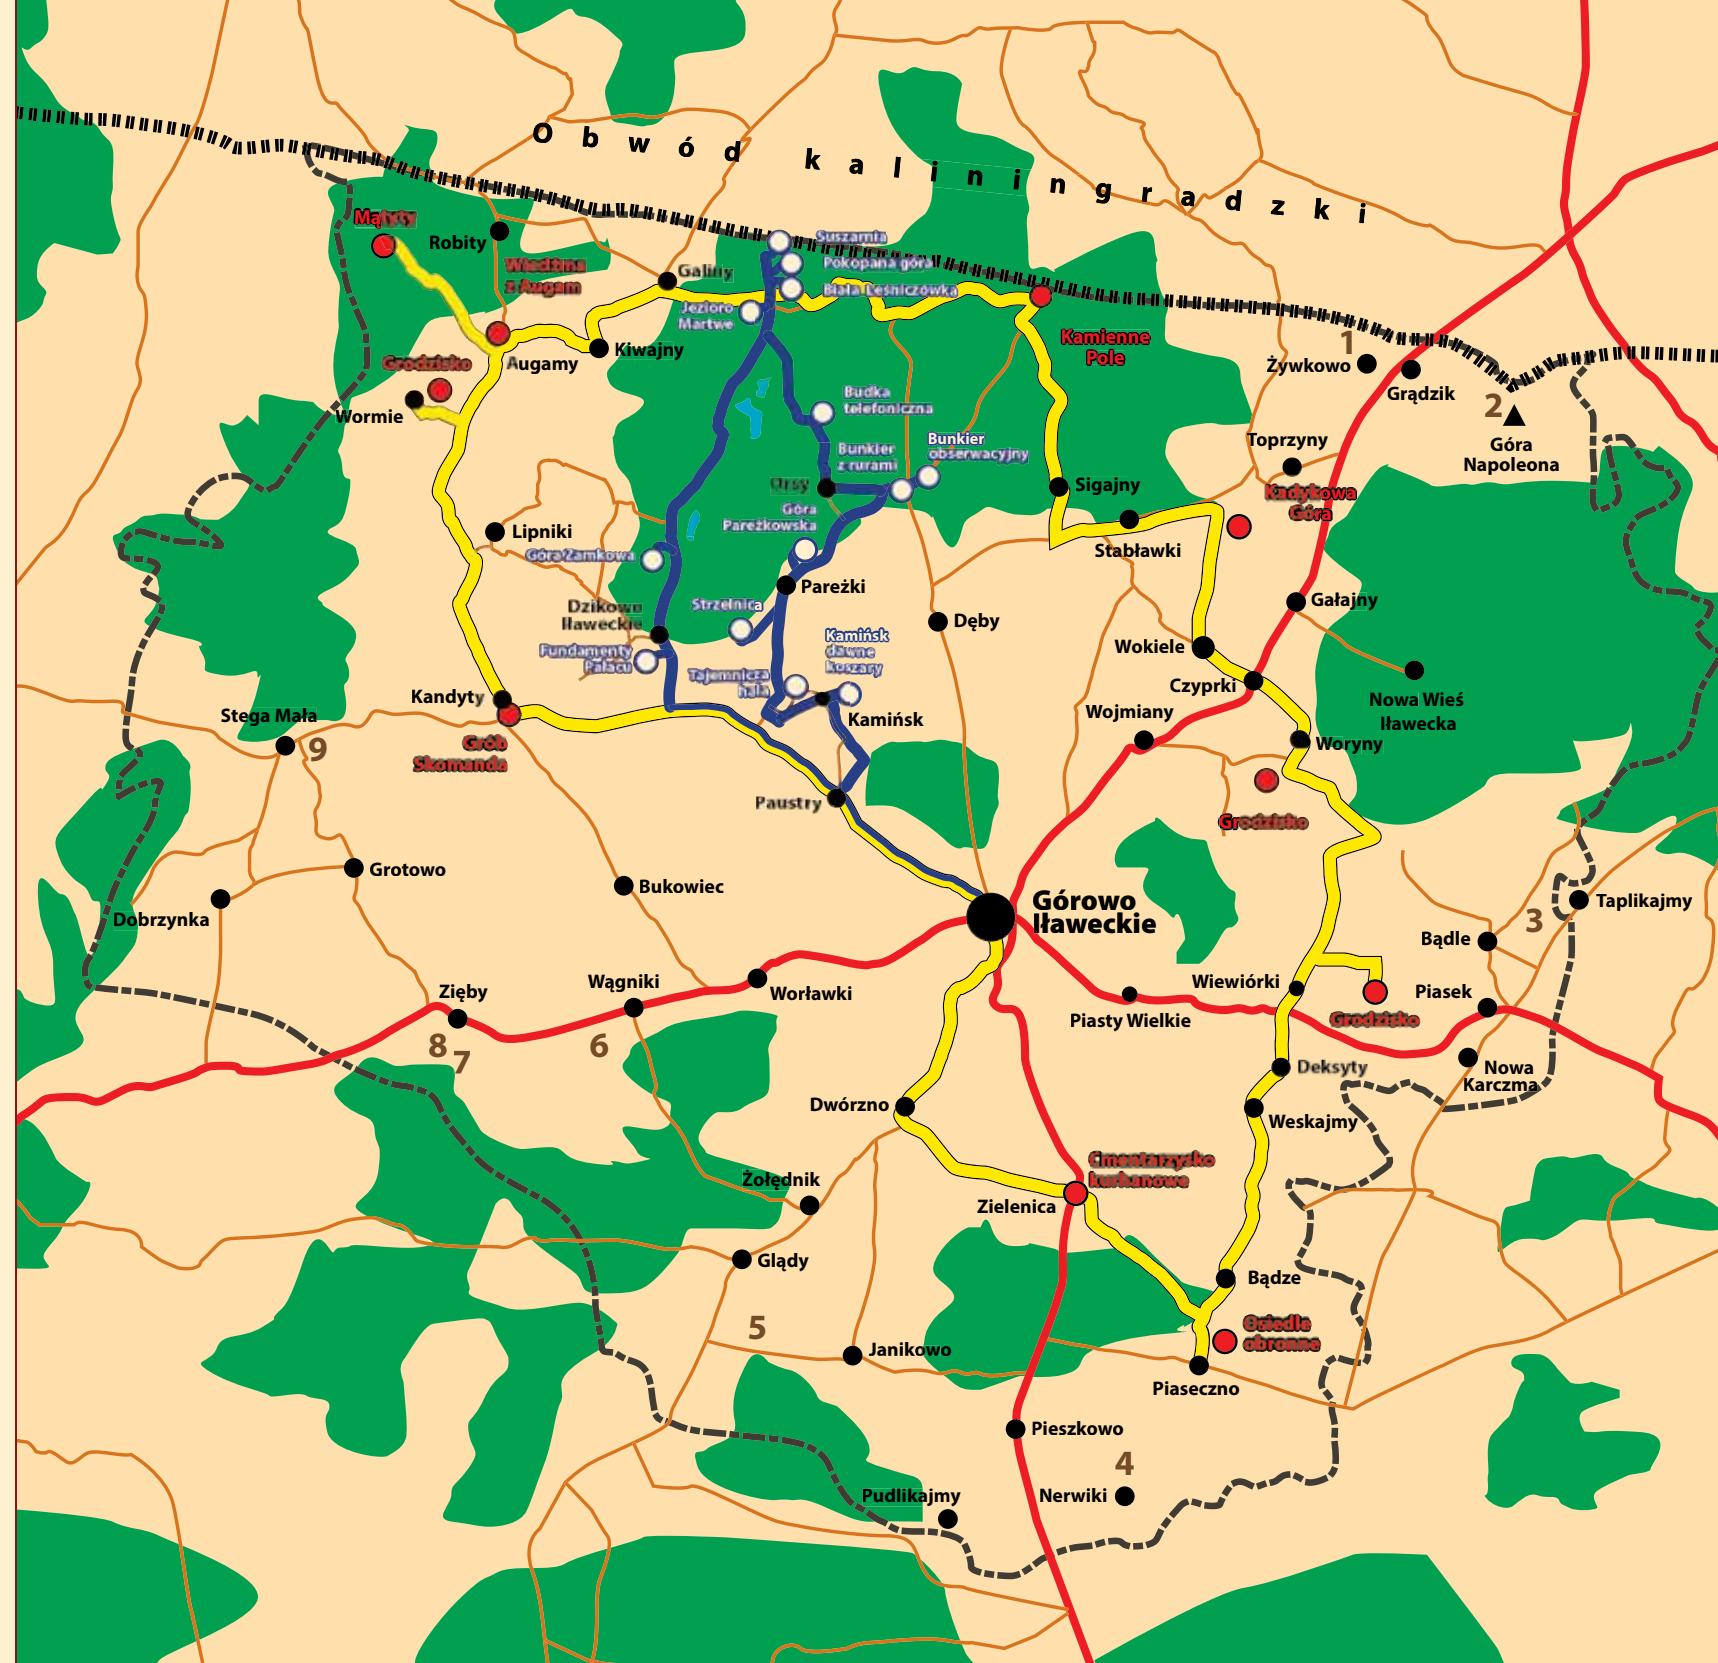 Obwód kaliningradzki
Mątyty
Robity
Wiedźma
z Augam
Galiny
Suszarnia
Pokopana góra
Biała Leśniczówka
Jezioro
Martwe
Kamienne
Pole
1
Żywkowo
Grądzik
2
Góra
Napoleona
Augamy
Kiwajny
Grodzisko
Wormie
Budka
telefoniczna
Bunkier
z rurami
Bunkier
obserwacyjny
Toprzyny
Kadykowa
Góra
Orsy
Góra
Pareżkowska
Sigajny
Stabławki
Lipniki
Góra Zamkowa
Pareżki
Dzikowo
Iławeckie
Strzelnica
Dęby
Gałajny
Fundamenty
Pałacu
Tajemnicza
hala
Kamińsk
dawne
koszary
Kamińsk
Wokiele
Czyprki
Nowa Wieś
Iławecka
Kandyty
Stega Mała
9
Grób
Skomanda
Wojmiany
Woryny
Paustry
Grodzisko
Grotowo
Dobrzynka
Bukowiec
Górowo
Iławeckie
Taplikajmy
3
Bądle
Zięby
8
7
Wągniki
6
Worławki
Piasty Wielkie
Wiewiórki
Grodzisko
Piasek
Nowa
Karczma
Deksyty
Dwórzno
Weskajmy
Żołędnik
Cmentarzysko
kurhanowe
Zielenica
Glądy
Bądze
5
Janikowo
Osiedle
obronne
Piaseczno
Pieszkowo
4
Nerwiki
Pudlikajmy